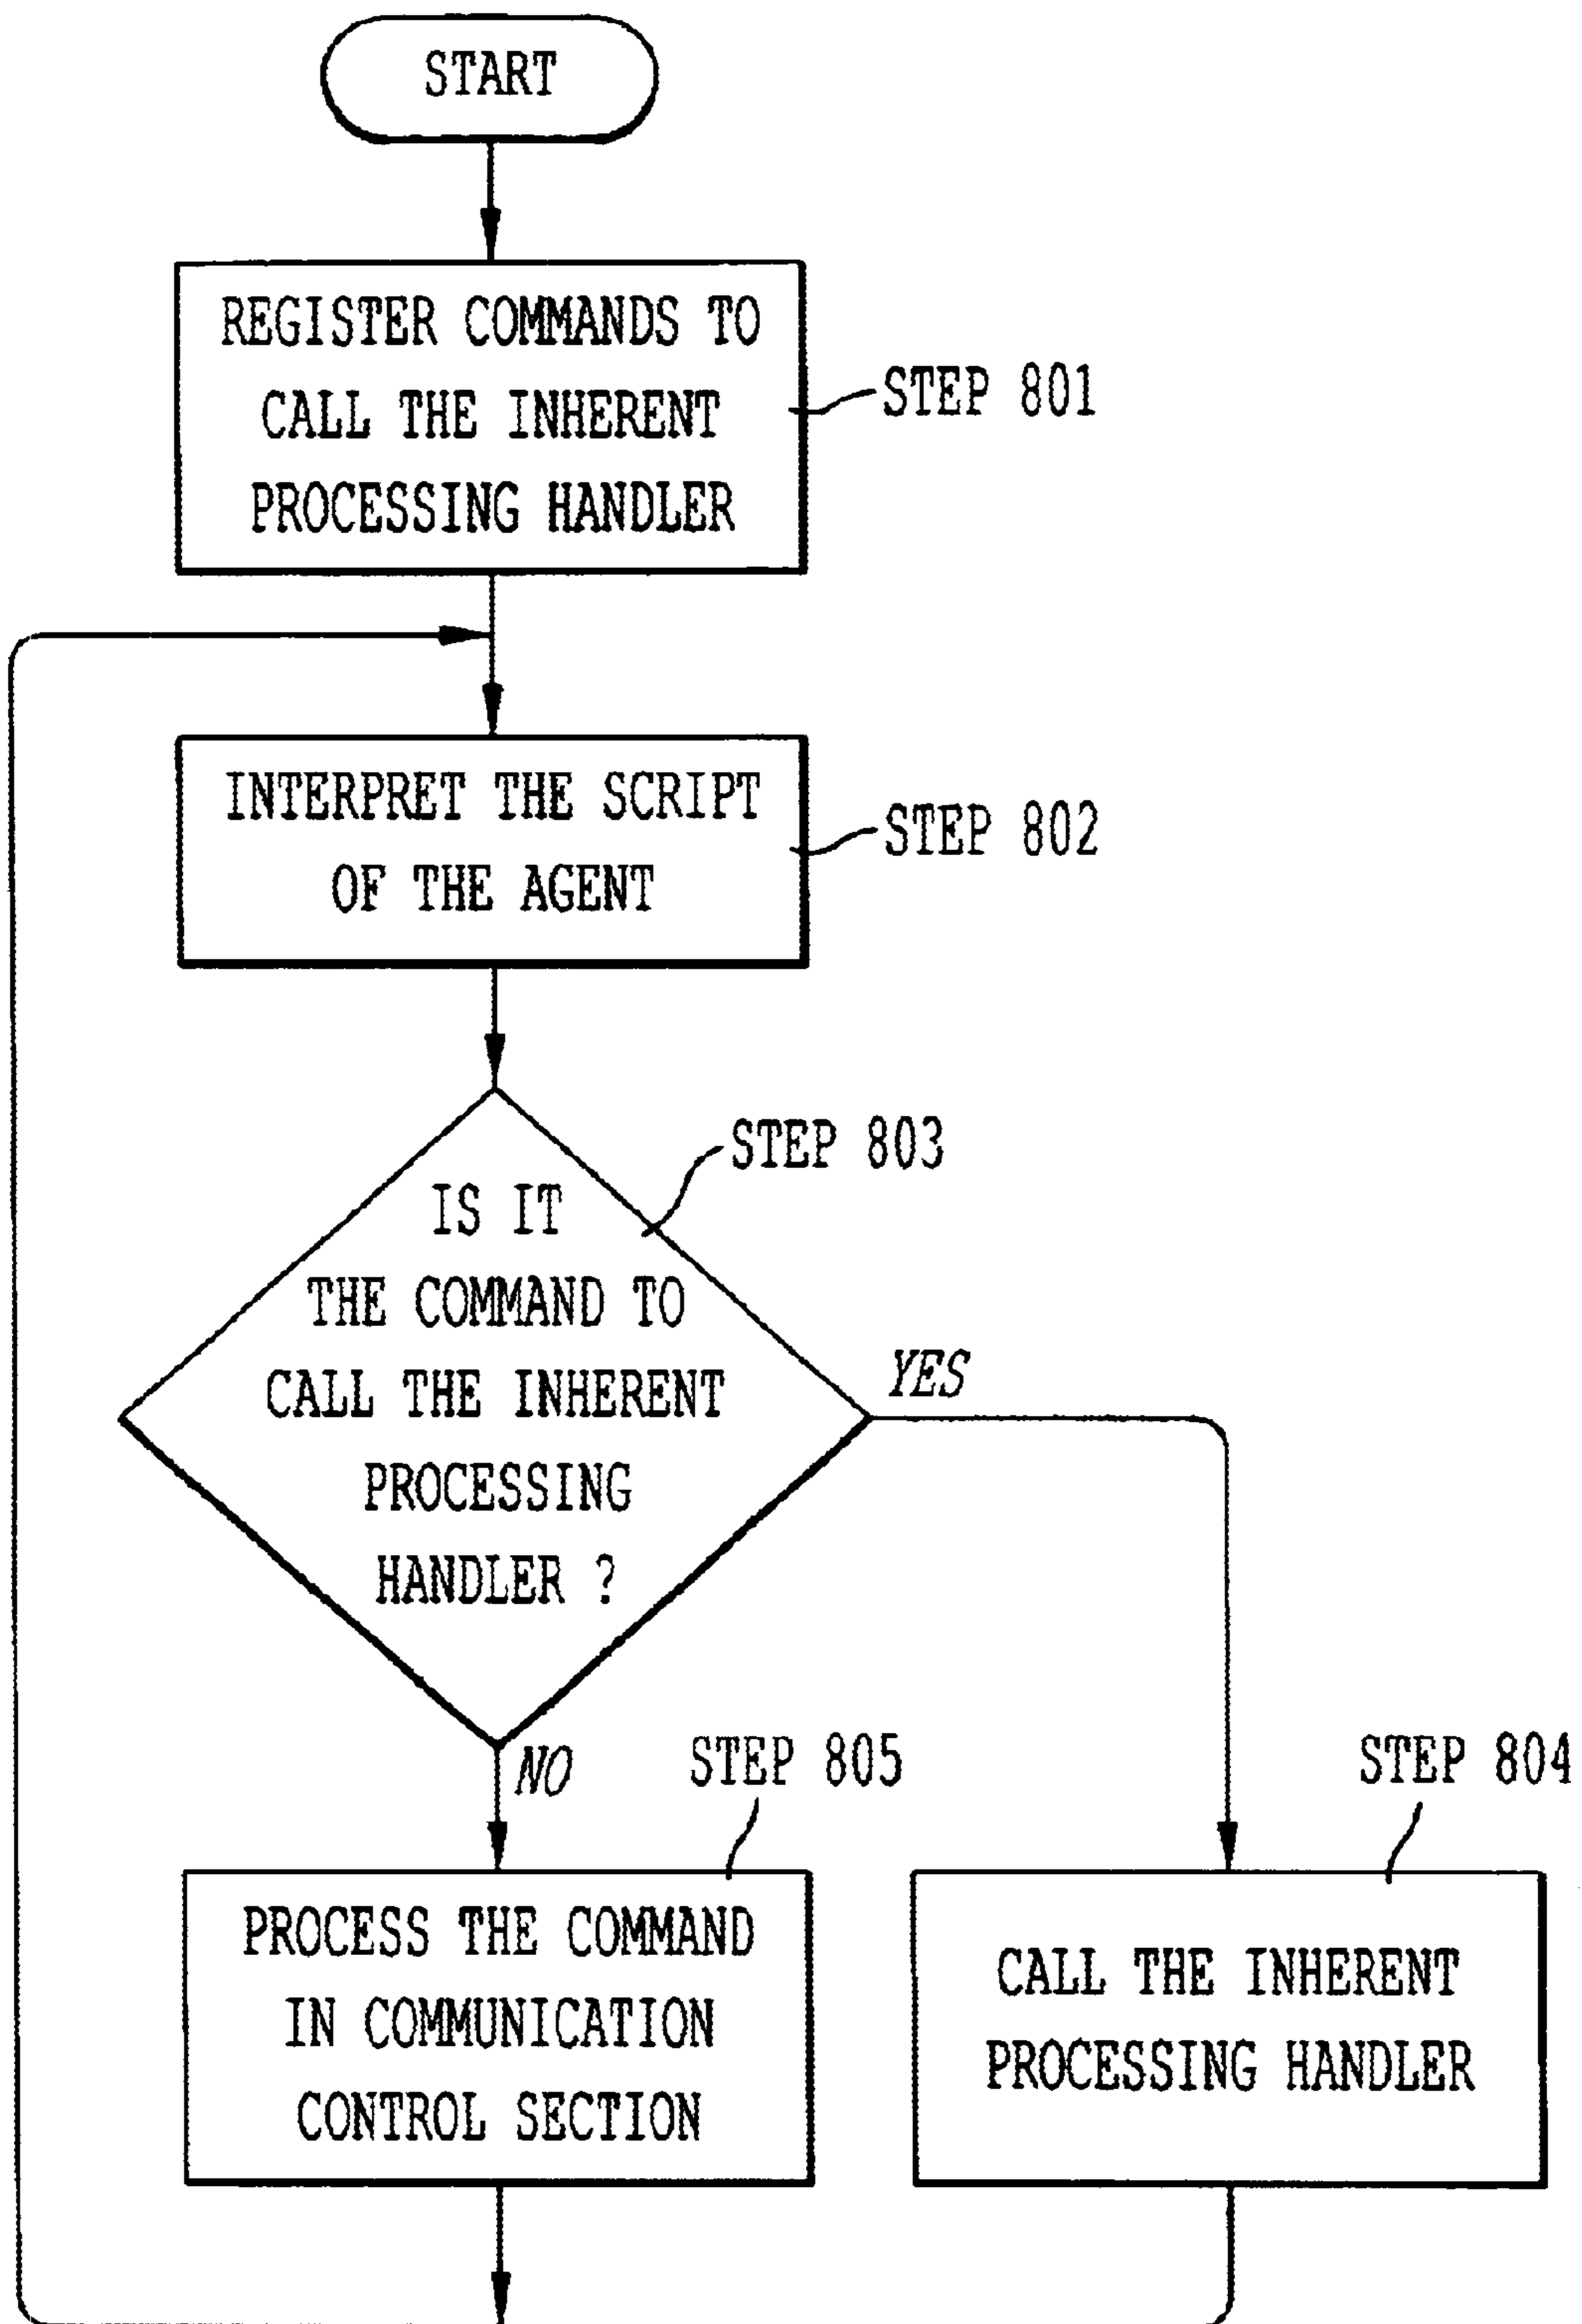 START
REGISTER COMMANDS TO
CALL THE INHERENT
PROCESSING HANDLER
STEP 801
INTERPRET THE SCRIPT
OF THE AGENT
STEP 802
STEP 803
IS IT
THE COMMAND TO
CALL THE INHERENT
PROCESSING
HANDLER ?
YES
NO
STEP 805
STEP 804
PROCESS THE COMMAND
IN COMMUNICATION
CONTROL SECTION
CALL THE INHERENT
PROCESSING HANDLER